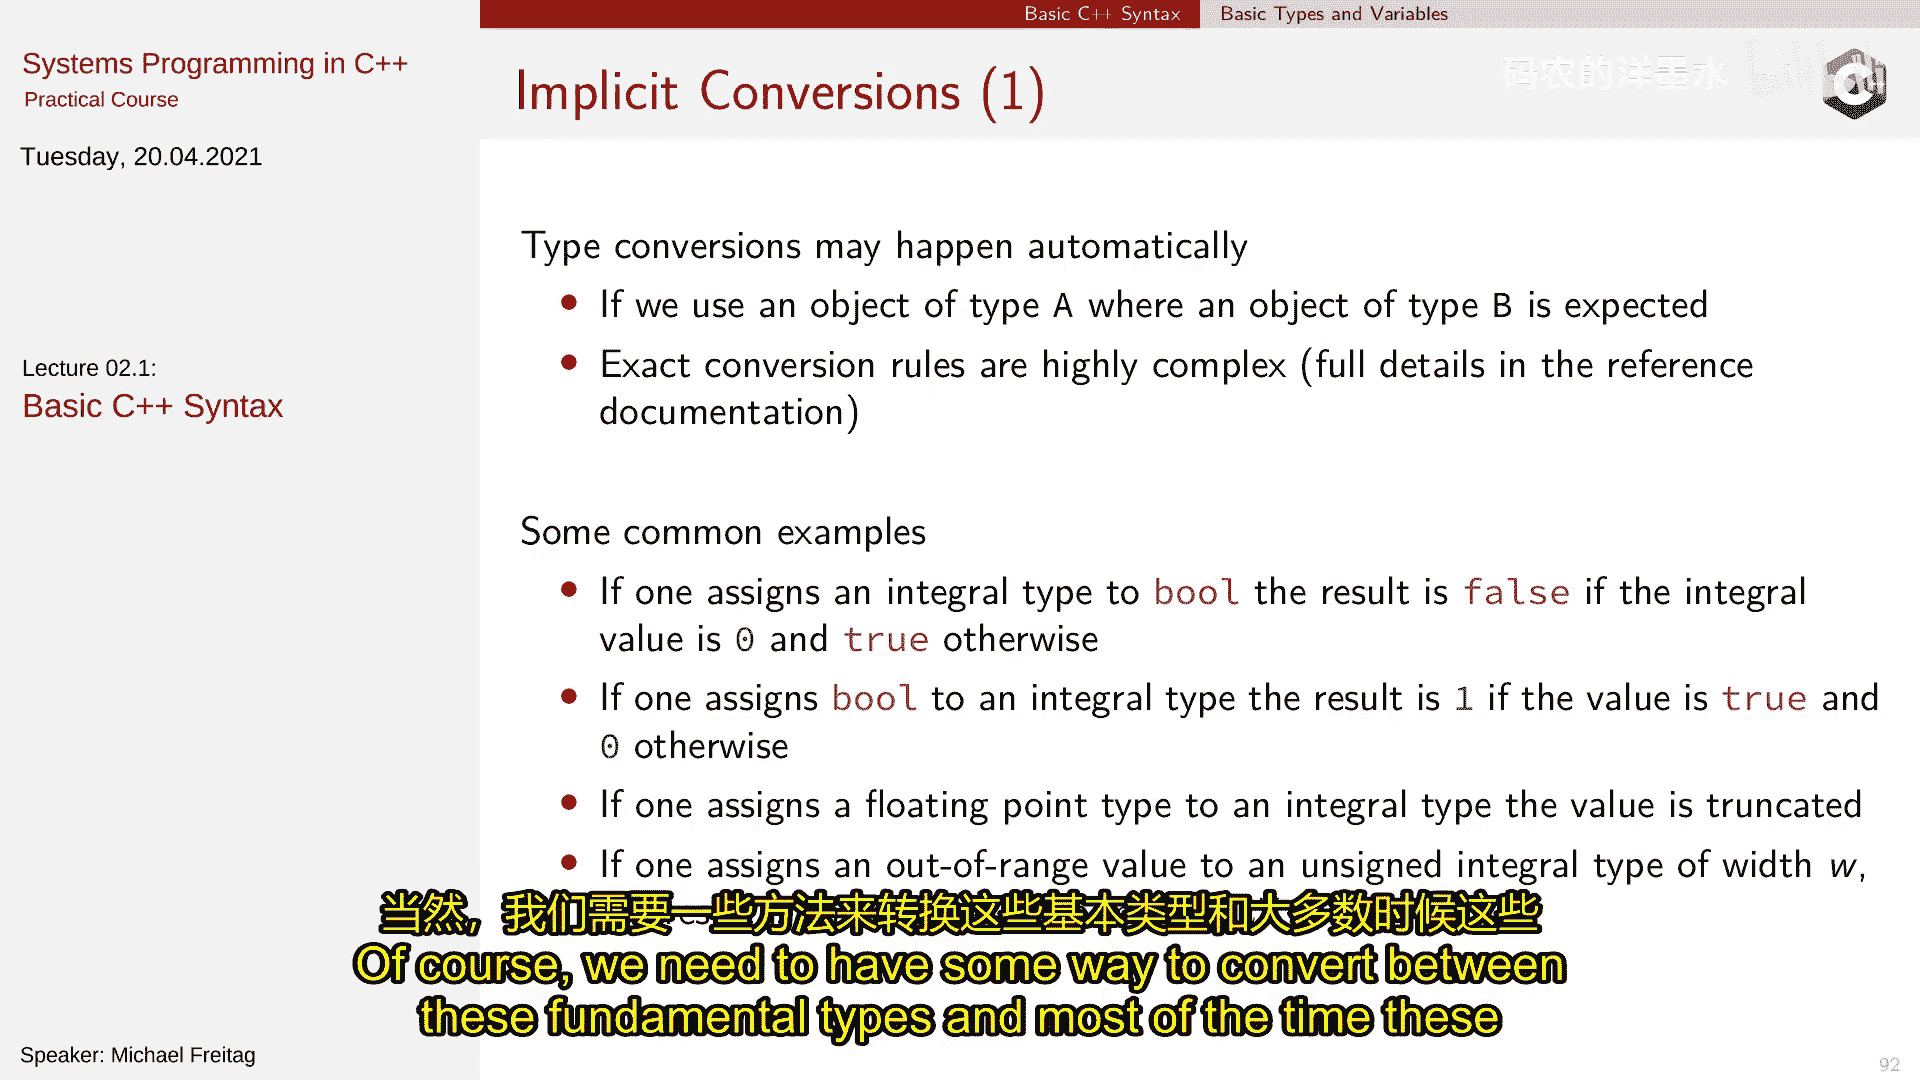 Basic C++ Syntax
Basic Types and Variables
Systems Programming in C++
Practical Course
Tuesday, 20.04.2021
Lecture 02.1:
Basic C++ Syntax
Implicit Conversions (1)
码农的洋墨水
Type conversions may happen automatically
If we use an object of type A where an object of type B is expected
Exact conversion rules are highly complex (full details in the reference
documentation)
Some common examples
If one assigns an integral type to bool the result is false if the integral
value is 0 and true otherwise
If one assigns bool to an integral type the result is 1 if the value is true and
0 otherwise
If one assigns a floating point type to an integral type the value is truncated
If one assigns an out-of-range value to an unsigned integral type of width w,
当然，我们需要一些方法来转换这些基本类型和大多数时候这些
Of course, we need to have some way to convert between
these fundamental types and most of the time these
Speaker: Michael Freitag
92